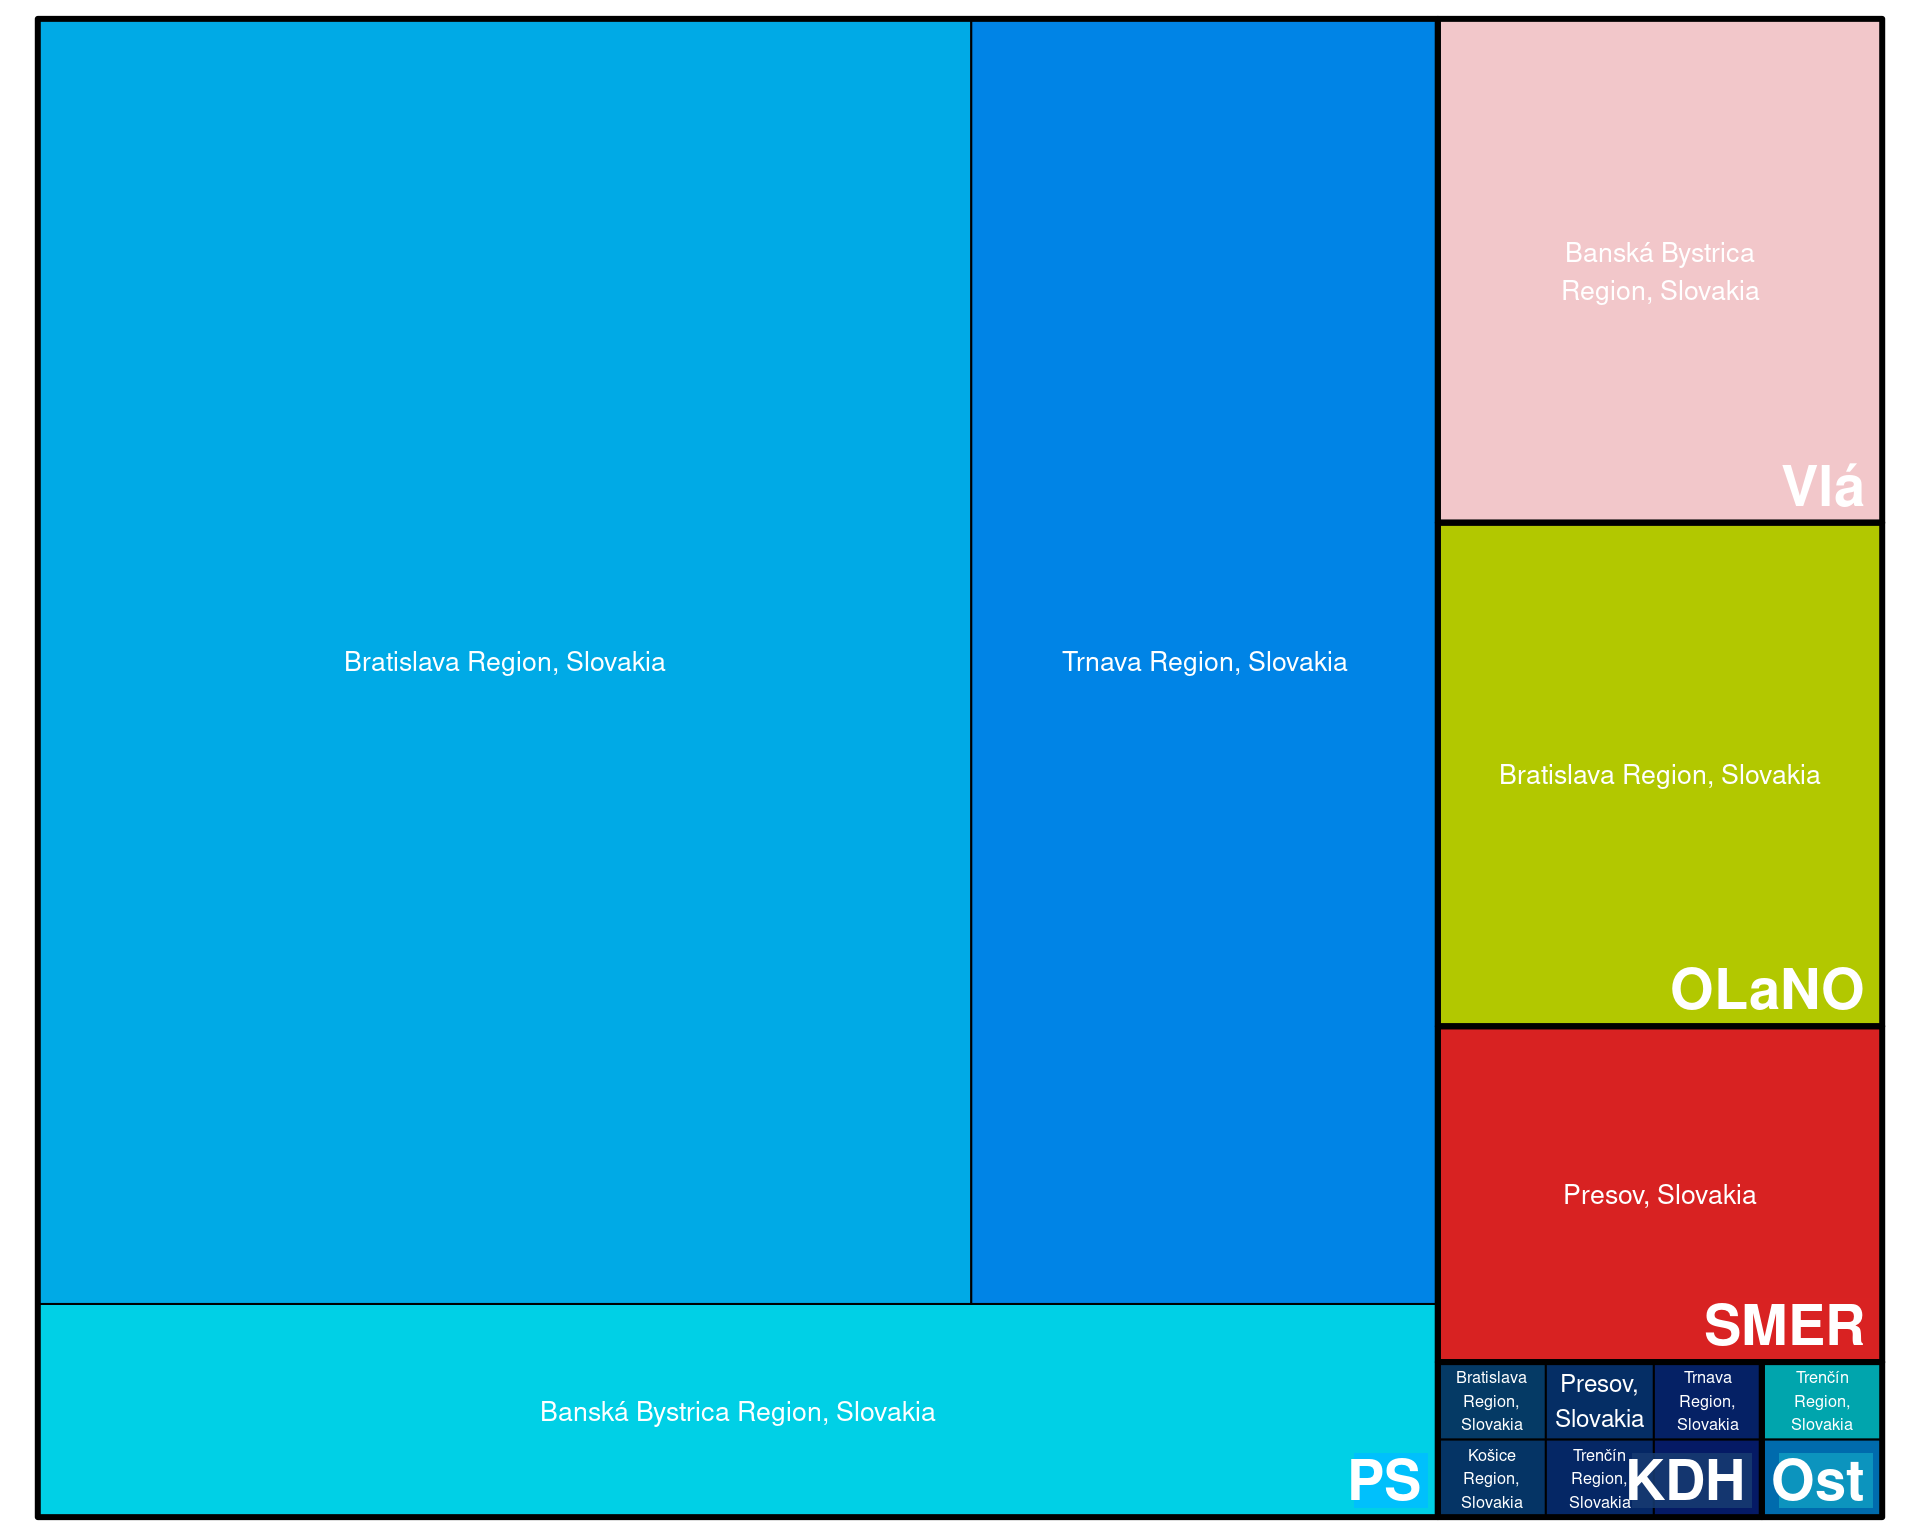 Bratislava Region, Slovakia
Trnava Region, Slovakia
Banská Bystrica Region, Slovakia
PS
Banská Bystrica
Region, Slovakia
Vlá
Bratislava Region, Slovakia
OLaNO
Presov, Slovakia
SMER
Bratislava
Region,
Slovakia
Presov,
Slovakia
Trnava
Region,
Slovakia
Košice
Region,
Slovakia
Trenčín
Region,
Slovakia
KDH
Trenčín
Region,
Slovakia
Ost